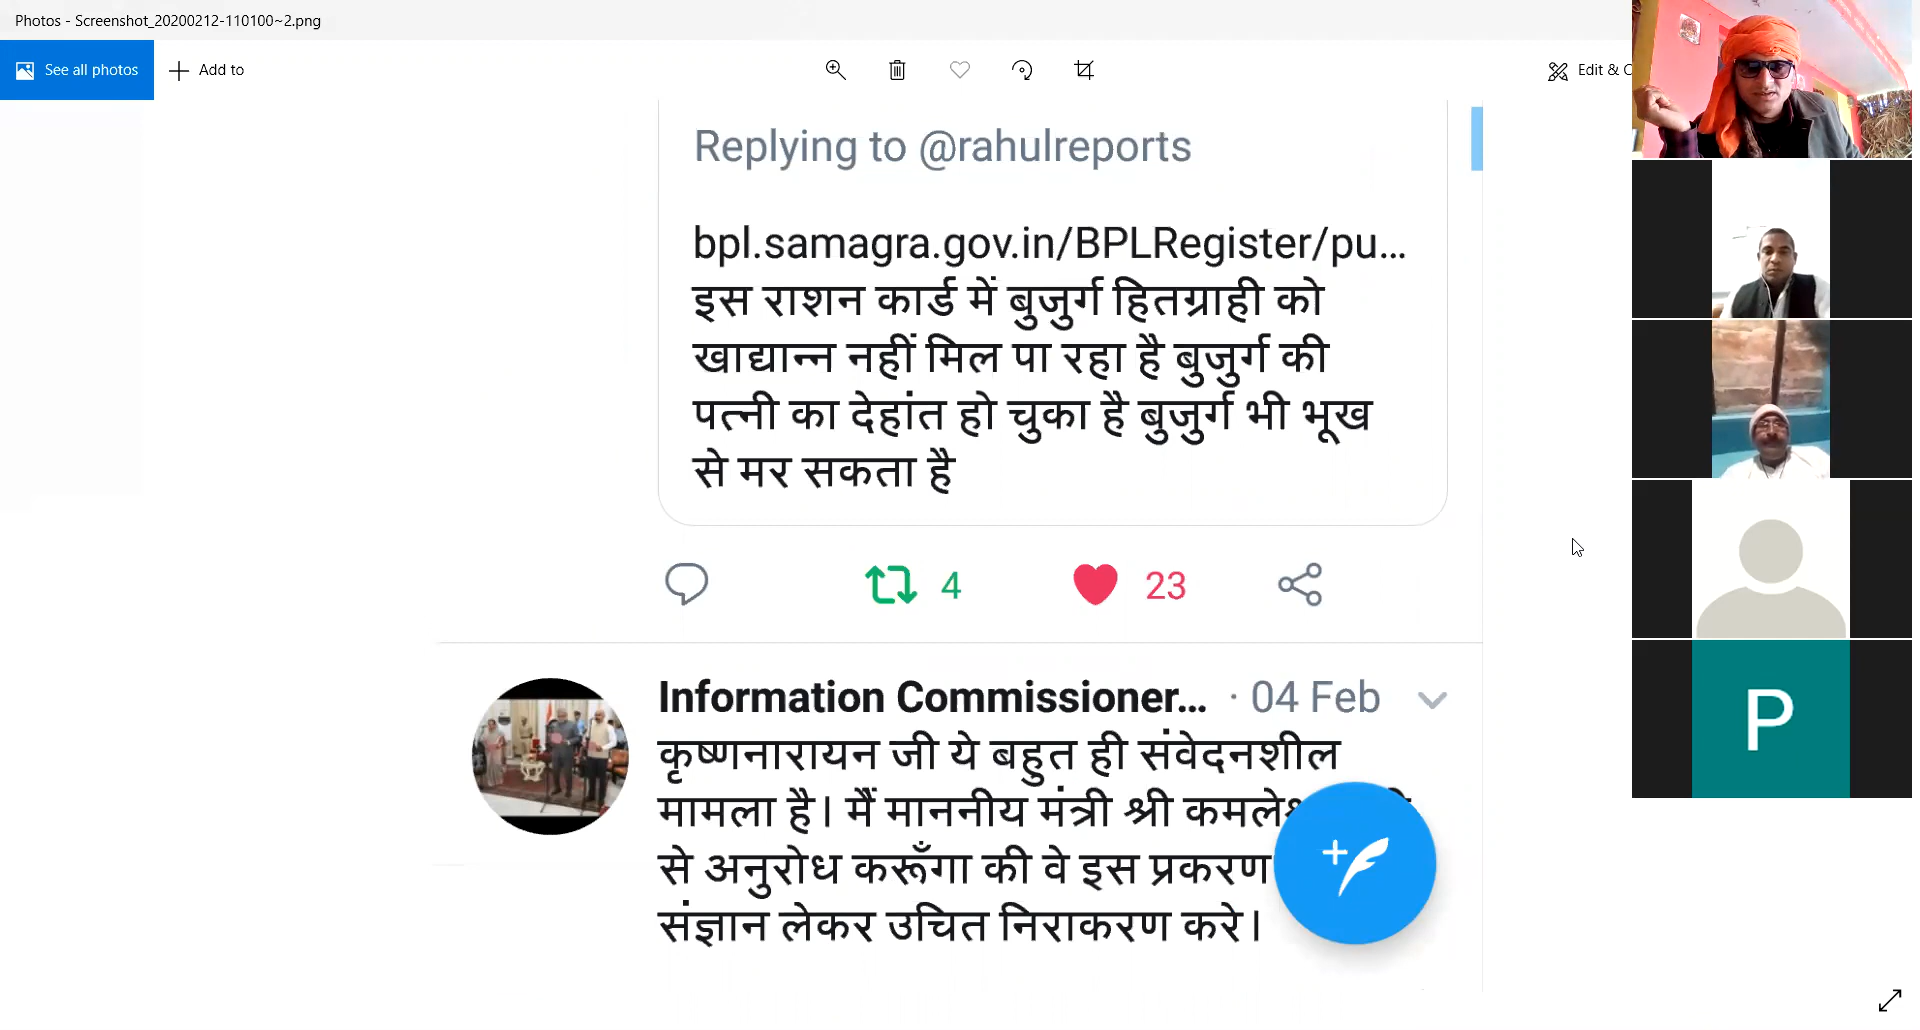 Photos - Screenshot_20200212-110100~2.png
See all photos
Add to
Edit & C
Replying to @rahulreports
bpl.samagra.gov.in/BPLRegister/pu...
इस राशन कार्ड में बुजुर्ग हितग्राही को
खाद्यान्न नहीं मिल पा रहा है बुजुर्ग की
पत्नी का देहांत हो चुका है बुजुर्ग भी भूख
से मर सकता है
4
23
Information Commissioner... · 04 Feb
कृष्णनारायन जी ये बहुत ही संवेदनशील
मामला है। मैं माननीय मंत्री श्री
से अनुरोध करूँगा की वे इस प्रकरण
संज्ञान लेकर उचित निराकरण करे।
P